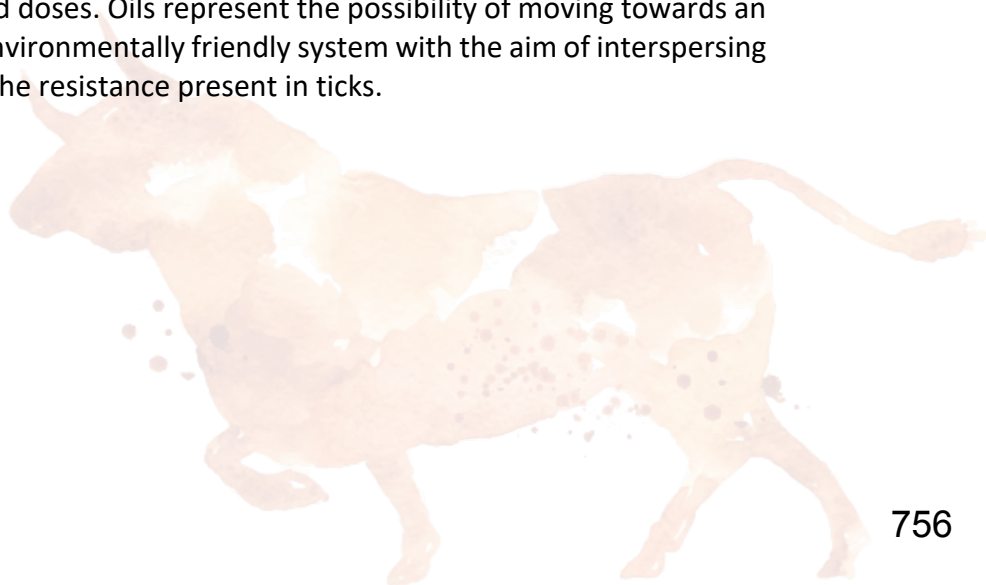 d doses. Oils represent the possibility of moving towards an
nvironmentally friendly system with the aim of interspersing
he resistance present in ticks.
756